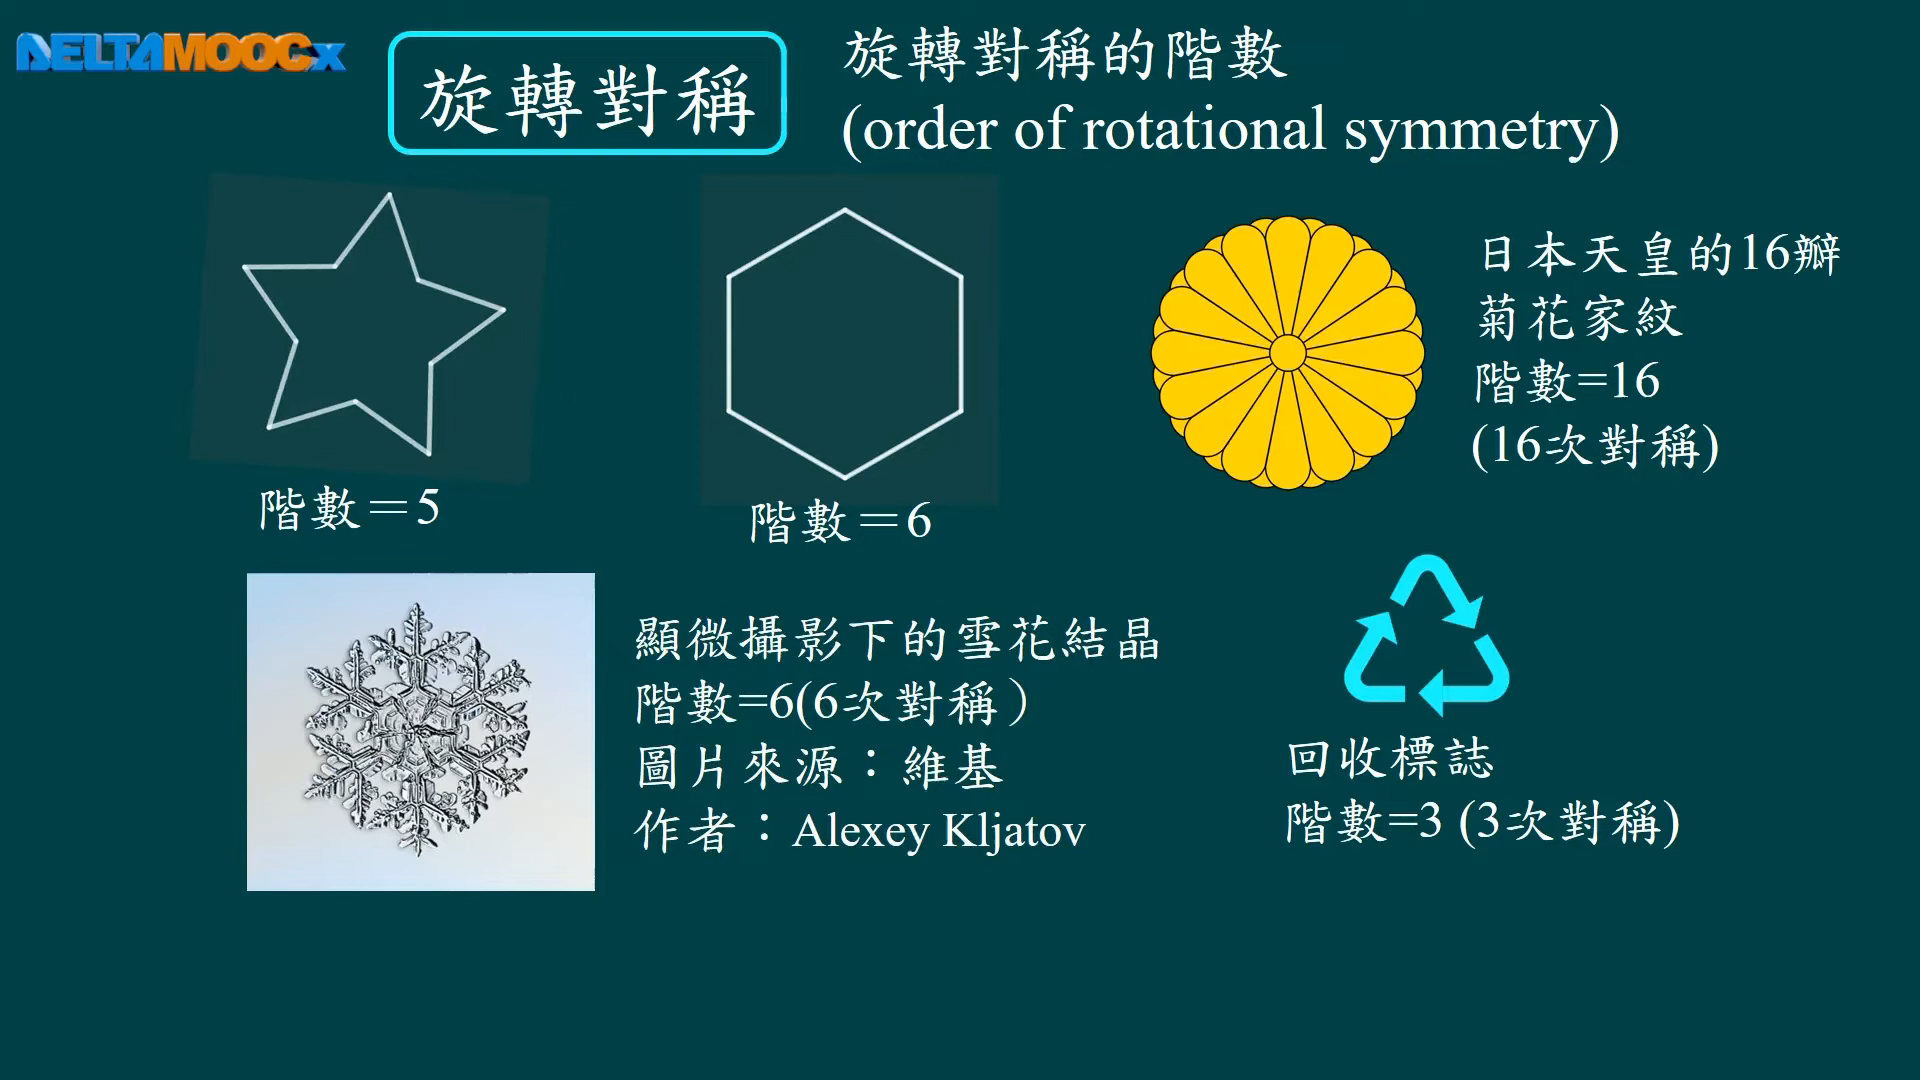 DELTAMOOCx
旋轉對稱
旋轉對稱的階數
(order of rotational symmetry)
階數＝5
階數＝6
日本天皇的16瓣
菊花家紋
階數=16
(16次對稱)
顯微攝影下的雪花結晶
階數=6(6次對稱）
圖片來源：維基
作者：Alexey Kljatov
回收標誌
階數=3 (3次對稱)